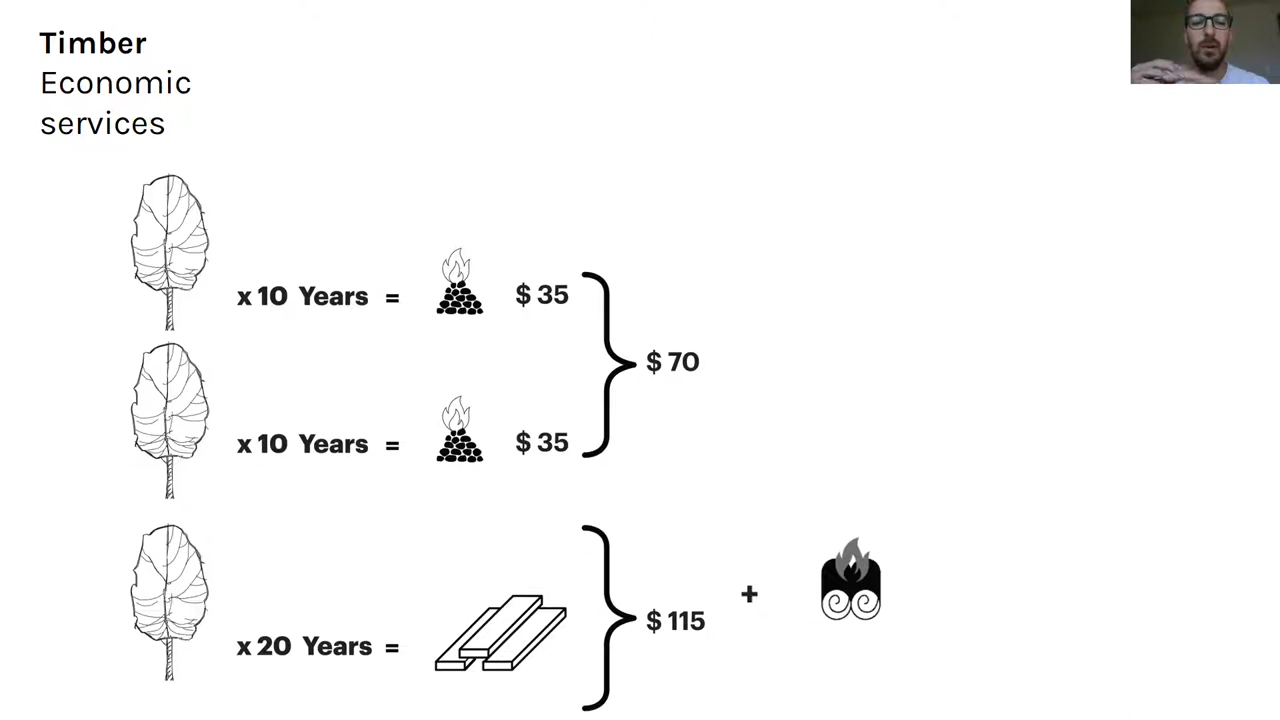 Timber
Economic
services
x 10 Years = $ 35
$ 70
x 10 Years = $ 35
x 20 Years = $ 115 +